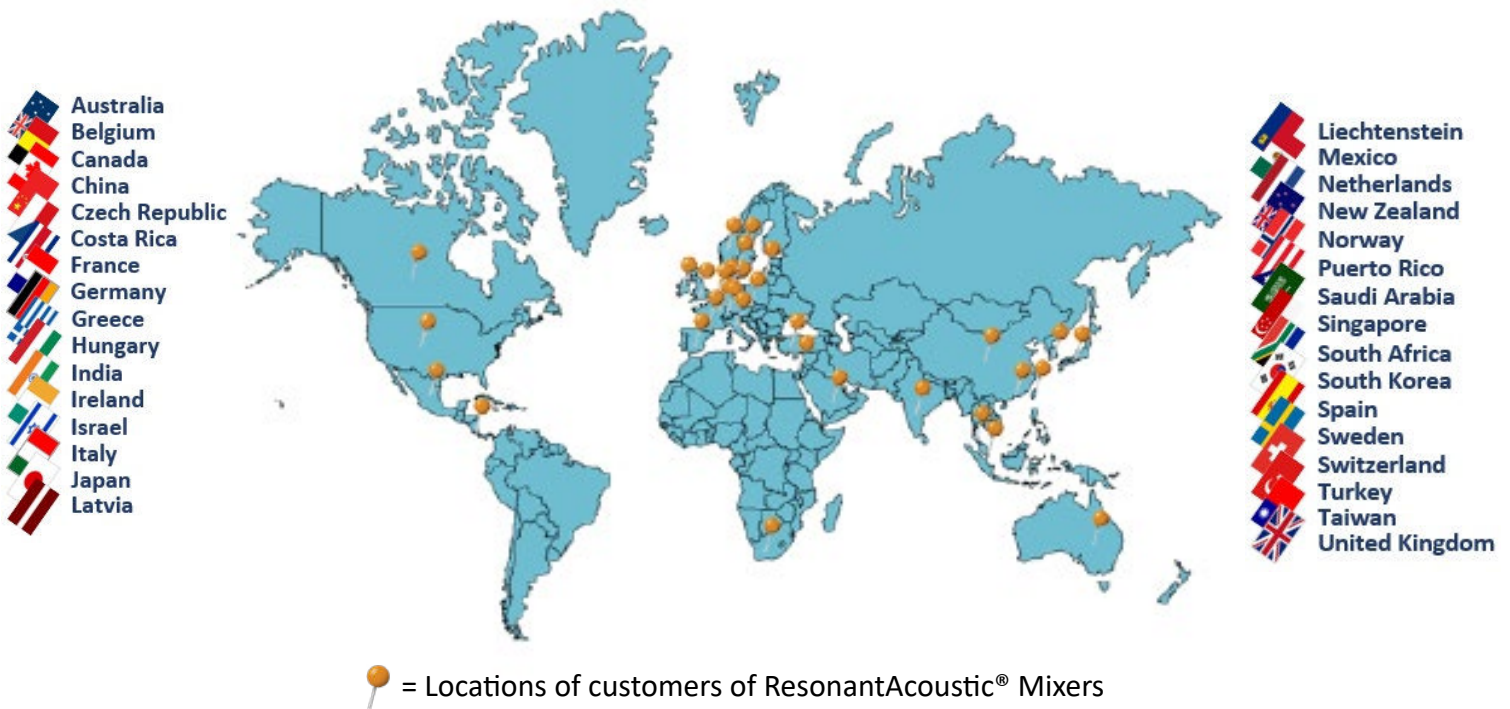 Australia
Belgium
Canada
China
Czech Republic
Costa Rica
France
Germany
Greece
Hungary
India
Ireland
Israel
Italy
Japan
Latvia
Liechtenstein
Mexico
Netherlands
New Zealand
Norway
Puerto Rico
Saudi Arabia
Singapore
South Africa
South Korea
Spain
Sweden
Switzerland
Turkey
Taiwan
United Kingdom
= Locations of customers of ResonantAcoustic® Mixers